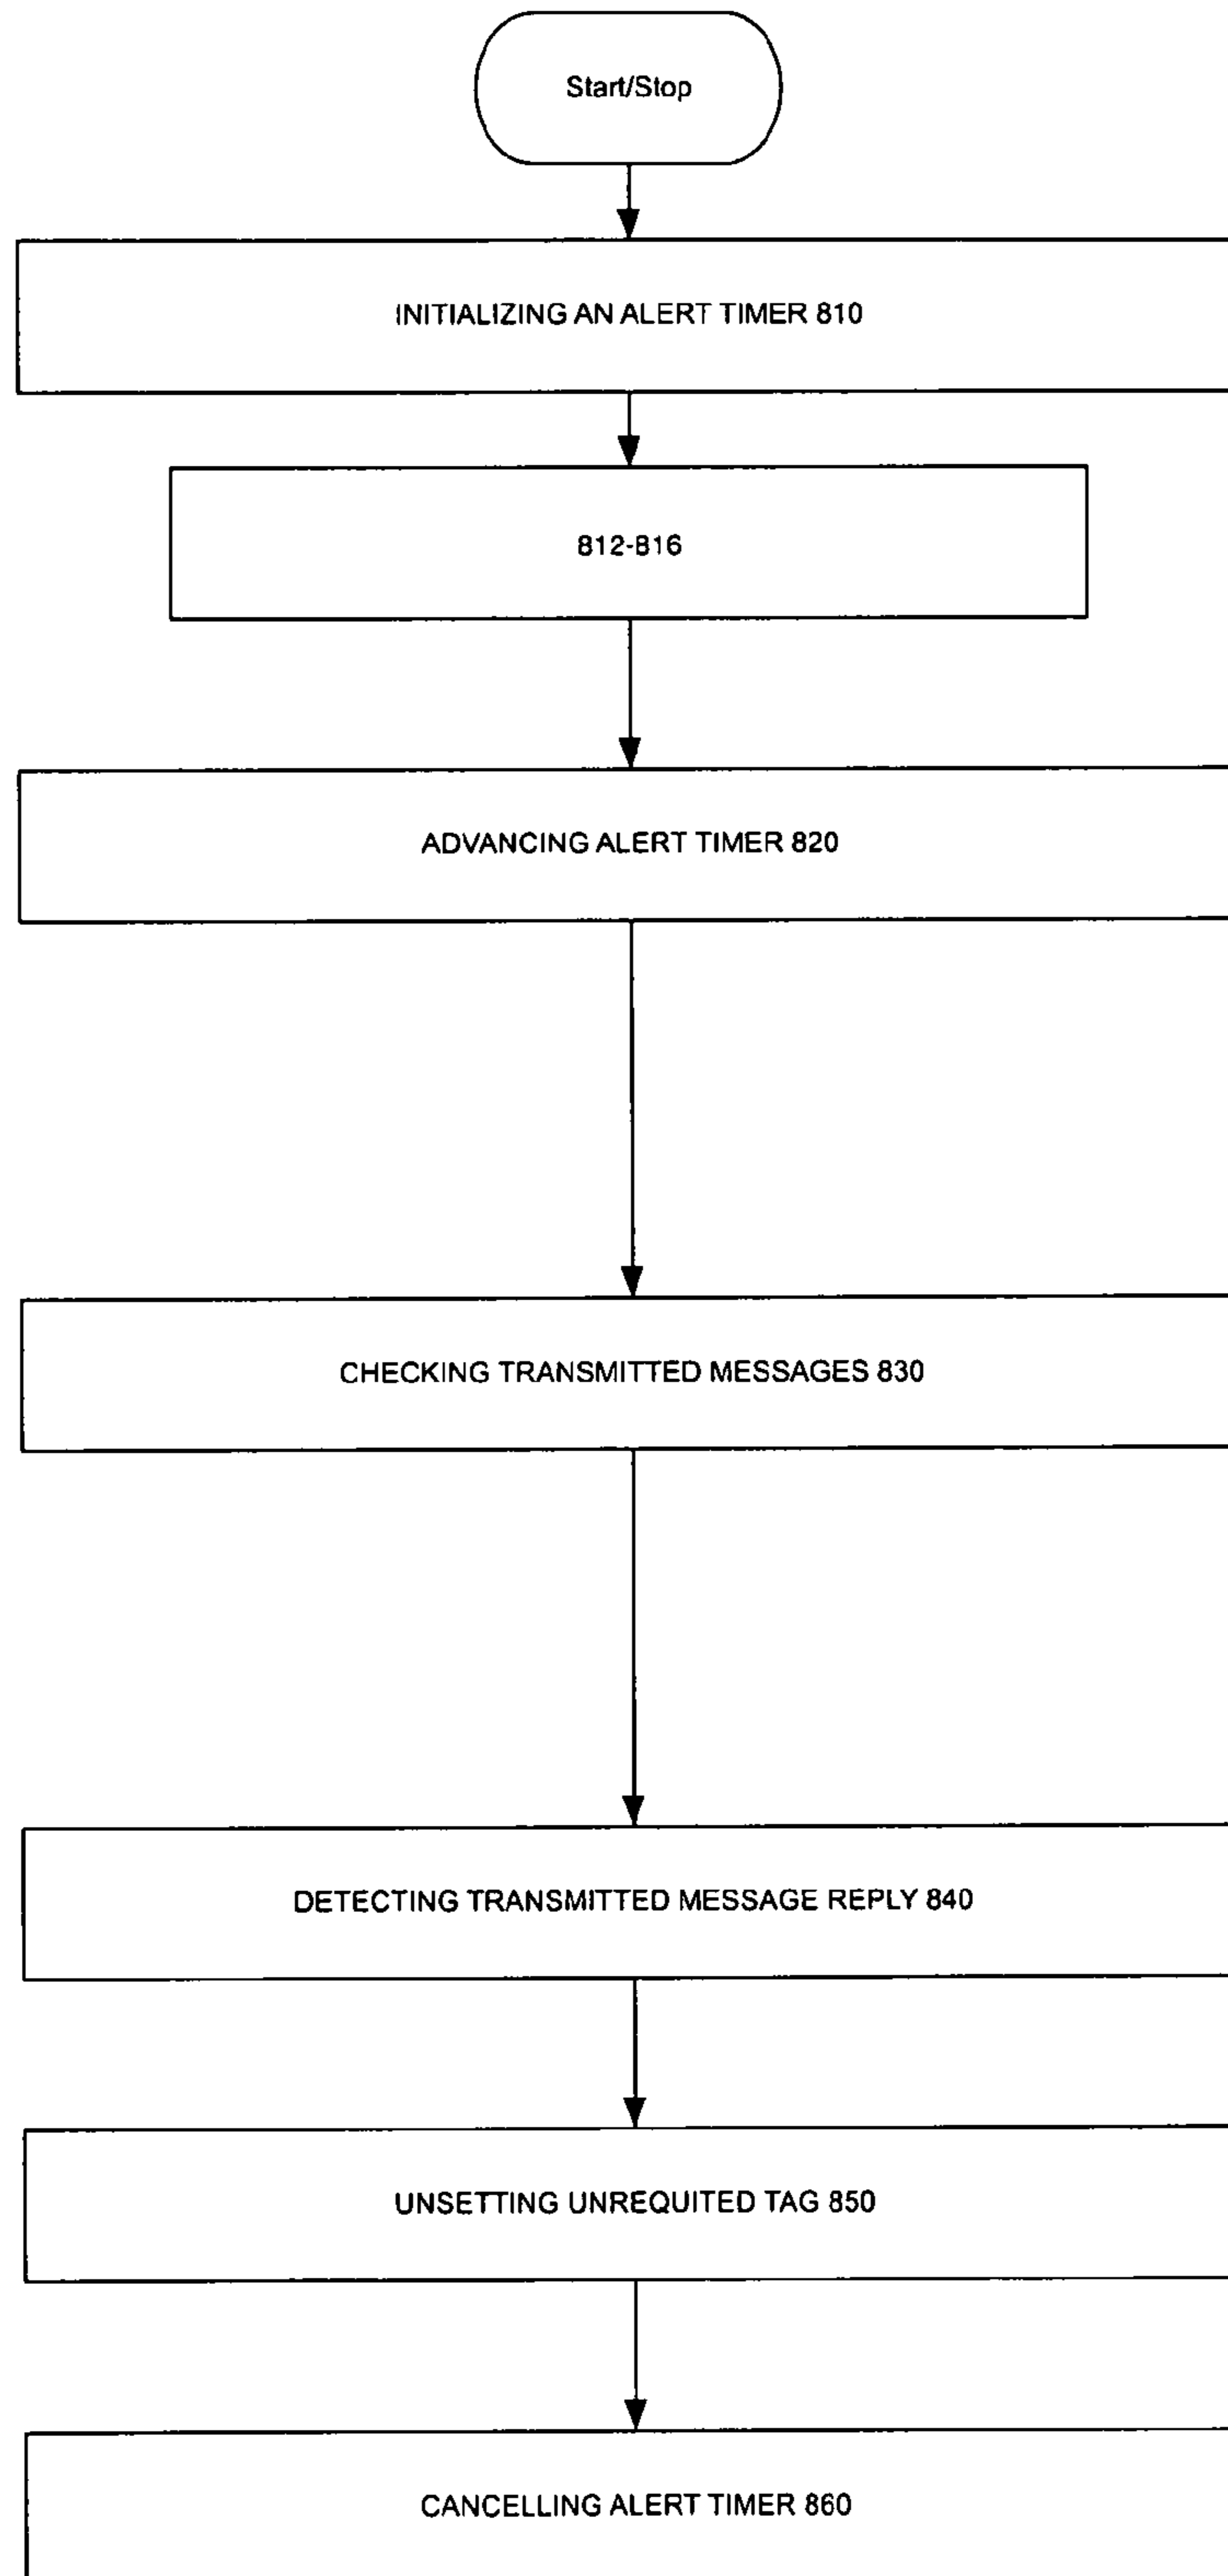 Start/Stop
INITIALIZING AN ALERT TIMER 810
812-816
ADVANCING ALERT TIMER 820
CHECKING TRANSMITTED MESSAGES 830
DETECTING TRANSMITTED MESSAGE REPLY 840
UNSETTING UNREQUITED TAG 850
CANCELLING ALERT TIMER 860